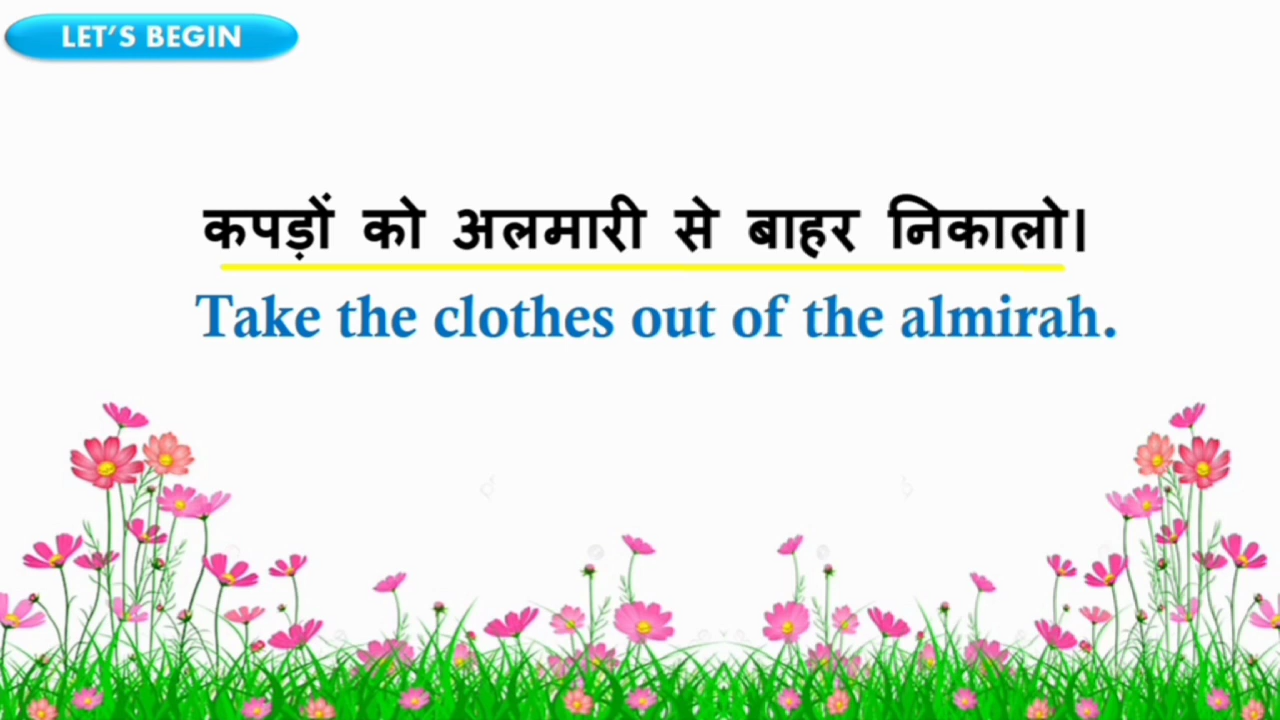 LET'S BEGIN
कपड़ों को अलमारी से बाहर निकालो।
Take the clothes out of the almirah.